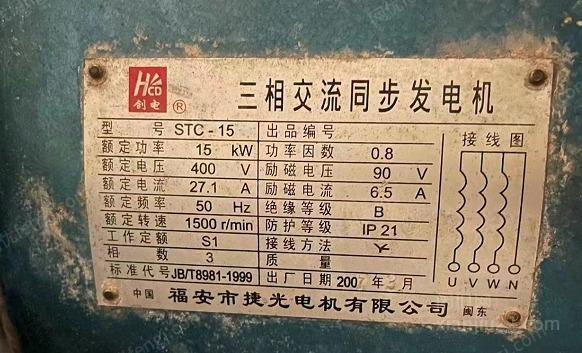 HCD
创电 ®
三相交流同步发电机
型号 STC-15 出品编号
额定功率 15 kW 功率因数 0.8
额定电压 400 V 励磁电压 90 V
额定电流 27.1 A 励磁电流 6.5 A
额定频率 50 Hz 绝缘等级 B
额定转速 1500 r/min 防护等级 IP 21
工作定额 S1 接线方法 Y
相数 3 质量
标准代号 JB/T8981-1999 出厂日期 2007年 月
接线图
U V W N
中国 福安市捷光电机有限公司 闽东